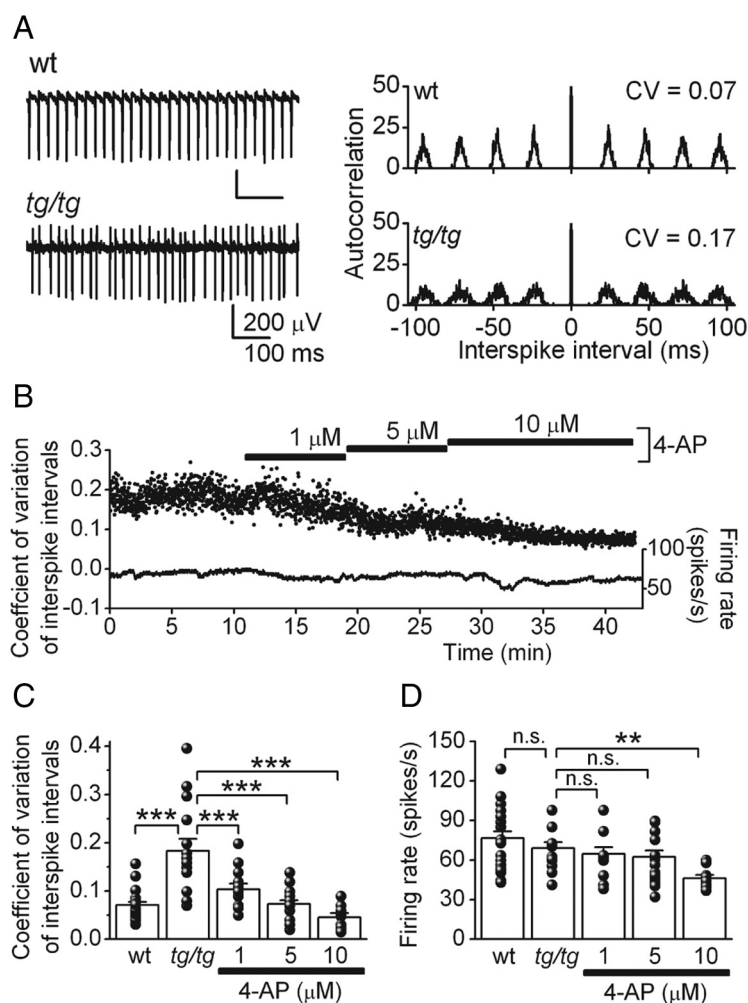 A
wt
tg/tg
200 µV
100 ms
Autocorrelation
50
25
0
wt
CV = 0.07
50
25
0
tg/tg
CV = 0.17
-100 -50 0 50 100
Interspike interval (ms)
B
1 µM 5 µM 10 µM
4-AP
Coeffcient of variation
of interspike intervals
0.3
0.2
0.1
0.0
-0.1
100
50
Firing rate
(spikes/s)
0 5 10 15 20 25 30 35 40
Time (min)
C
Coefficient of variation
of interspike intervals
0.4
0.3
0.2
0.1
0.0
***
***
***
***
wt tg/tg 1 5 10
4-AP (µM)
D
Firing rate (spikes/s)
150
120
90
60
30
0
n.s.
**
n.s.
n.s.
wt tg/tg 1 5 10
4-AP (µM)